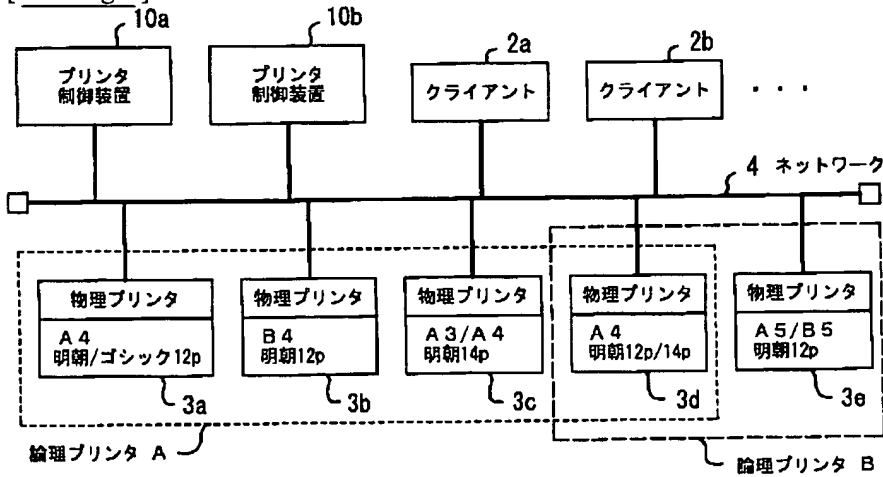 10a
10b
2a
2b
プリンタ
制御装置
プリンタ
制御装置
クライアント
クライアント
・・・
4 ネットワーク
物理プリンタ
A4
明朝/ゴシック12p
3a
物理プリンタ
B4
明朝12p
3b
物理プリンタ
A3/A4
明朝14p
3c
物理プリンタ
A4
明朝12p/14p
3d
物理プリンタ
A5/B5
明朝12p
3e
論理プリンタ A
論理プリンタ B